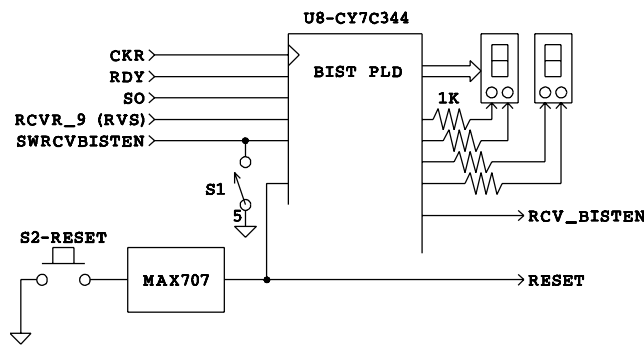 U8-CY7C344
CKR
RDY
SO
RCVR_9 (RVS)
SWRCVBISTEN
BIST PLD
1K
S1
5
RCV_BISTEN
S2-RESET
MAX707
RESET